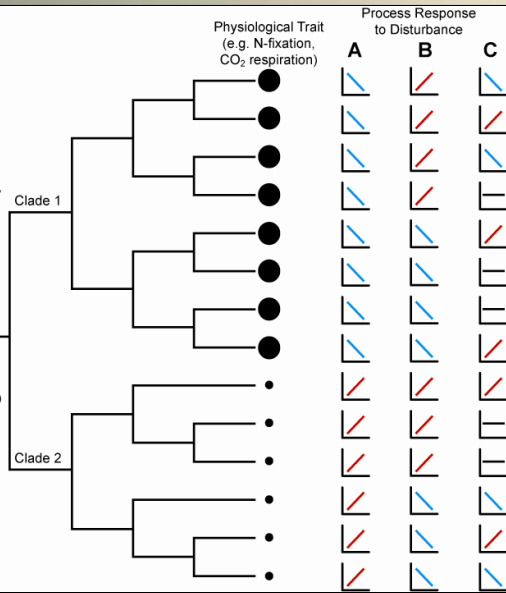 Physiological Trait
(e.g. N-fixation,
CO₂ respiration)
Process Response
to Disturbance
A B C
Clade 1
Clade 2